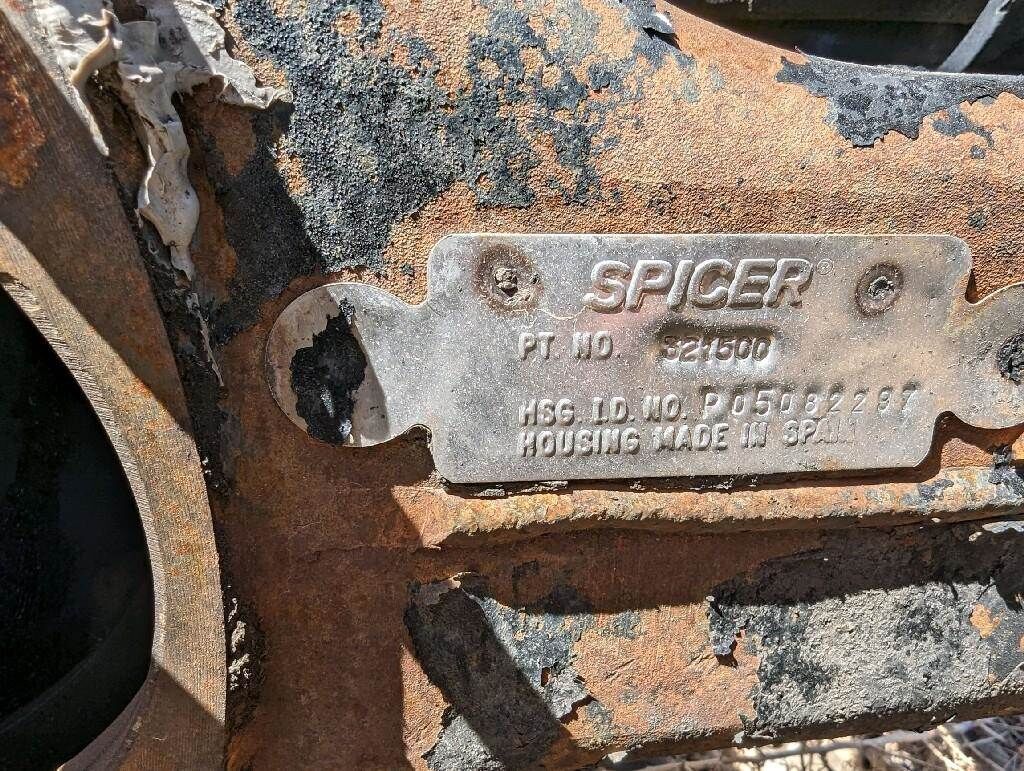 SPICER®
PT. NO. 321500
HSG. I.D. NO. P05082287
HOUSING MADE IN SPAIN